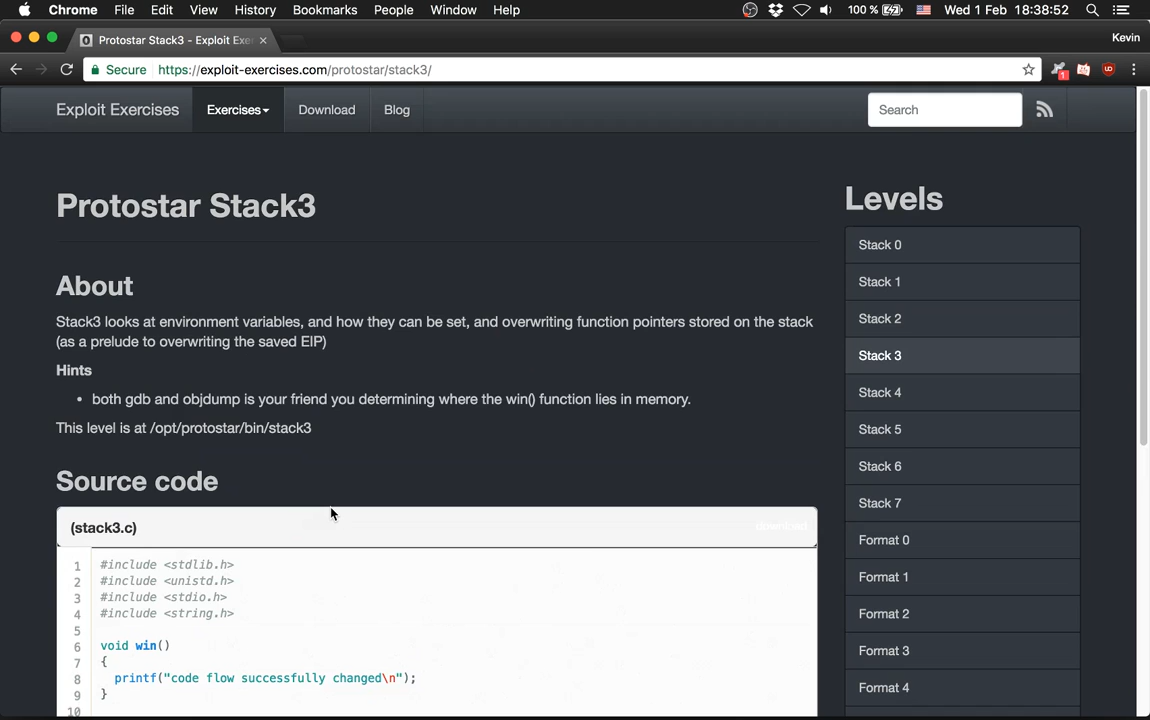 Chrome File Edit View History Bookmarks People Window Help 100 % Wed 1 Feb 18:38:52
Protostar Stack3 - Exploit Exe Kevin
Secure https://exploit-exercises.com/protostar/stack3/ 1
Exploit Exercises Exercises Download Blog Search
Protostar Stack3
About
Stack3 looks at environment variables, and how they can be set, and overwriting function pointers stored on the stack
(as a prelude to overwriting the saved EIP)
Hints
• both gdb and objdump is your friend you determining where the win() function lies in memory.
This level is at /opt/protostar/bin/stack3
Source code
(stack3.c) download
1 #include <stdlib.h>
2 #include <unistd.h>
3 #include <stdio.h>
4 #include <string.h>
5
6 void win()
7 {
8 printf("code flow successfully changed\n");
9 }
10
Levels
Stack 0
Stack 1
Stack 2
Stack 3
Stack 4
Stack 5
Stack 6
Stack 7
Format 0
Format 1
Format 2
Format 3
Format 4